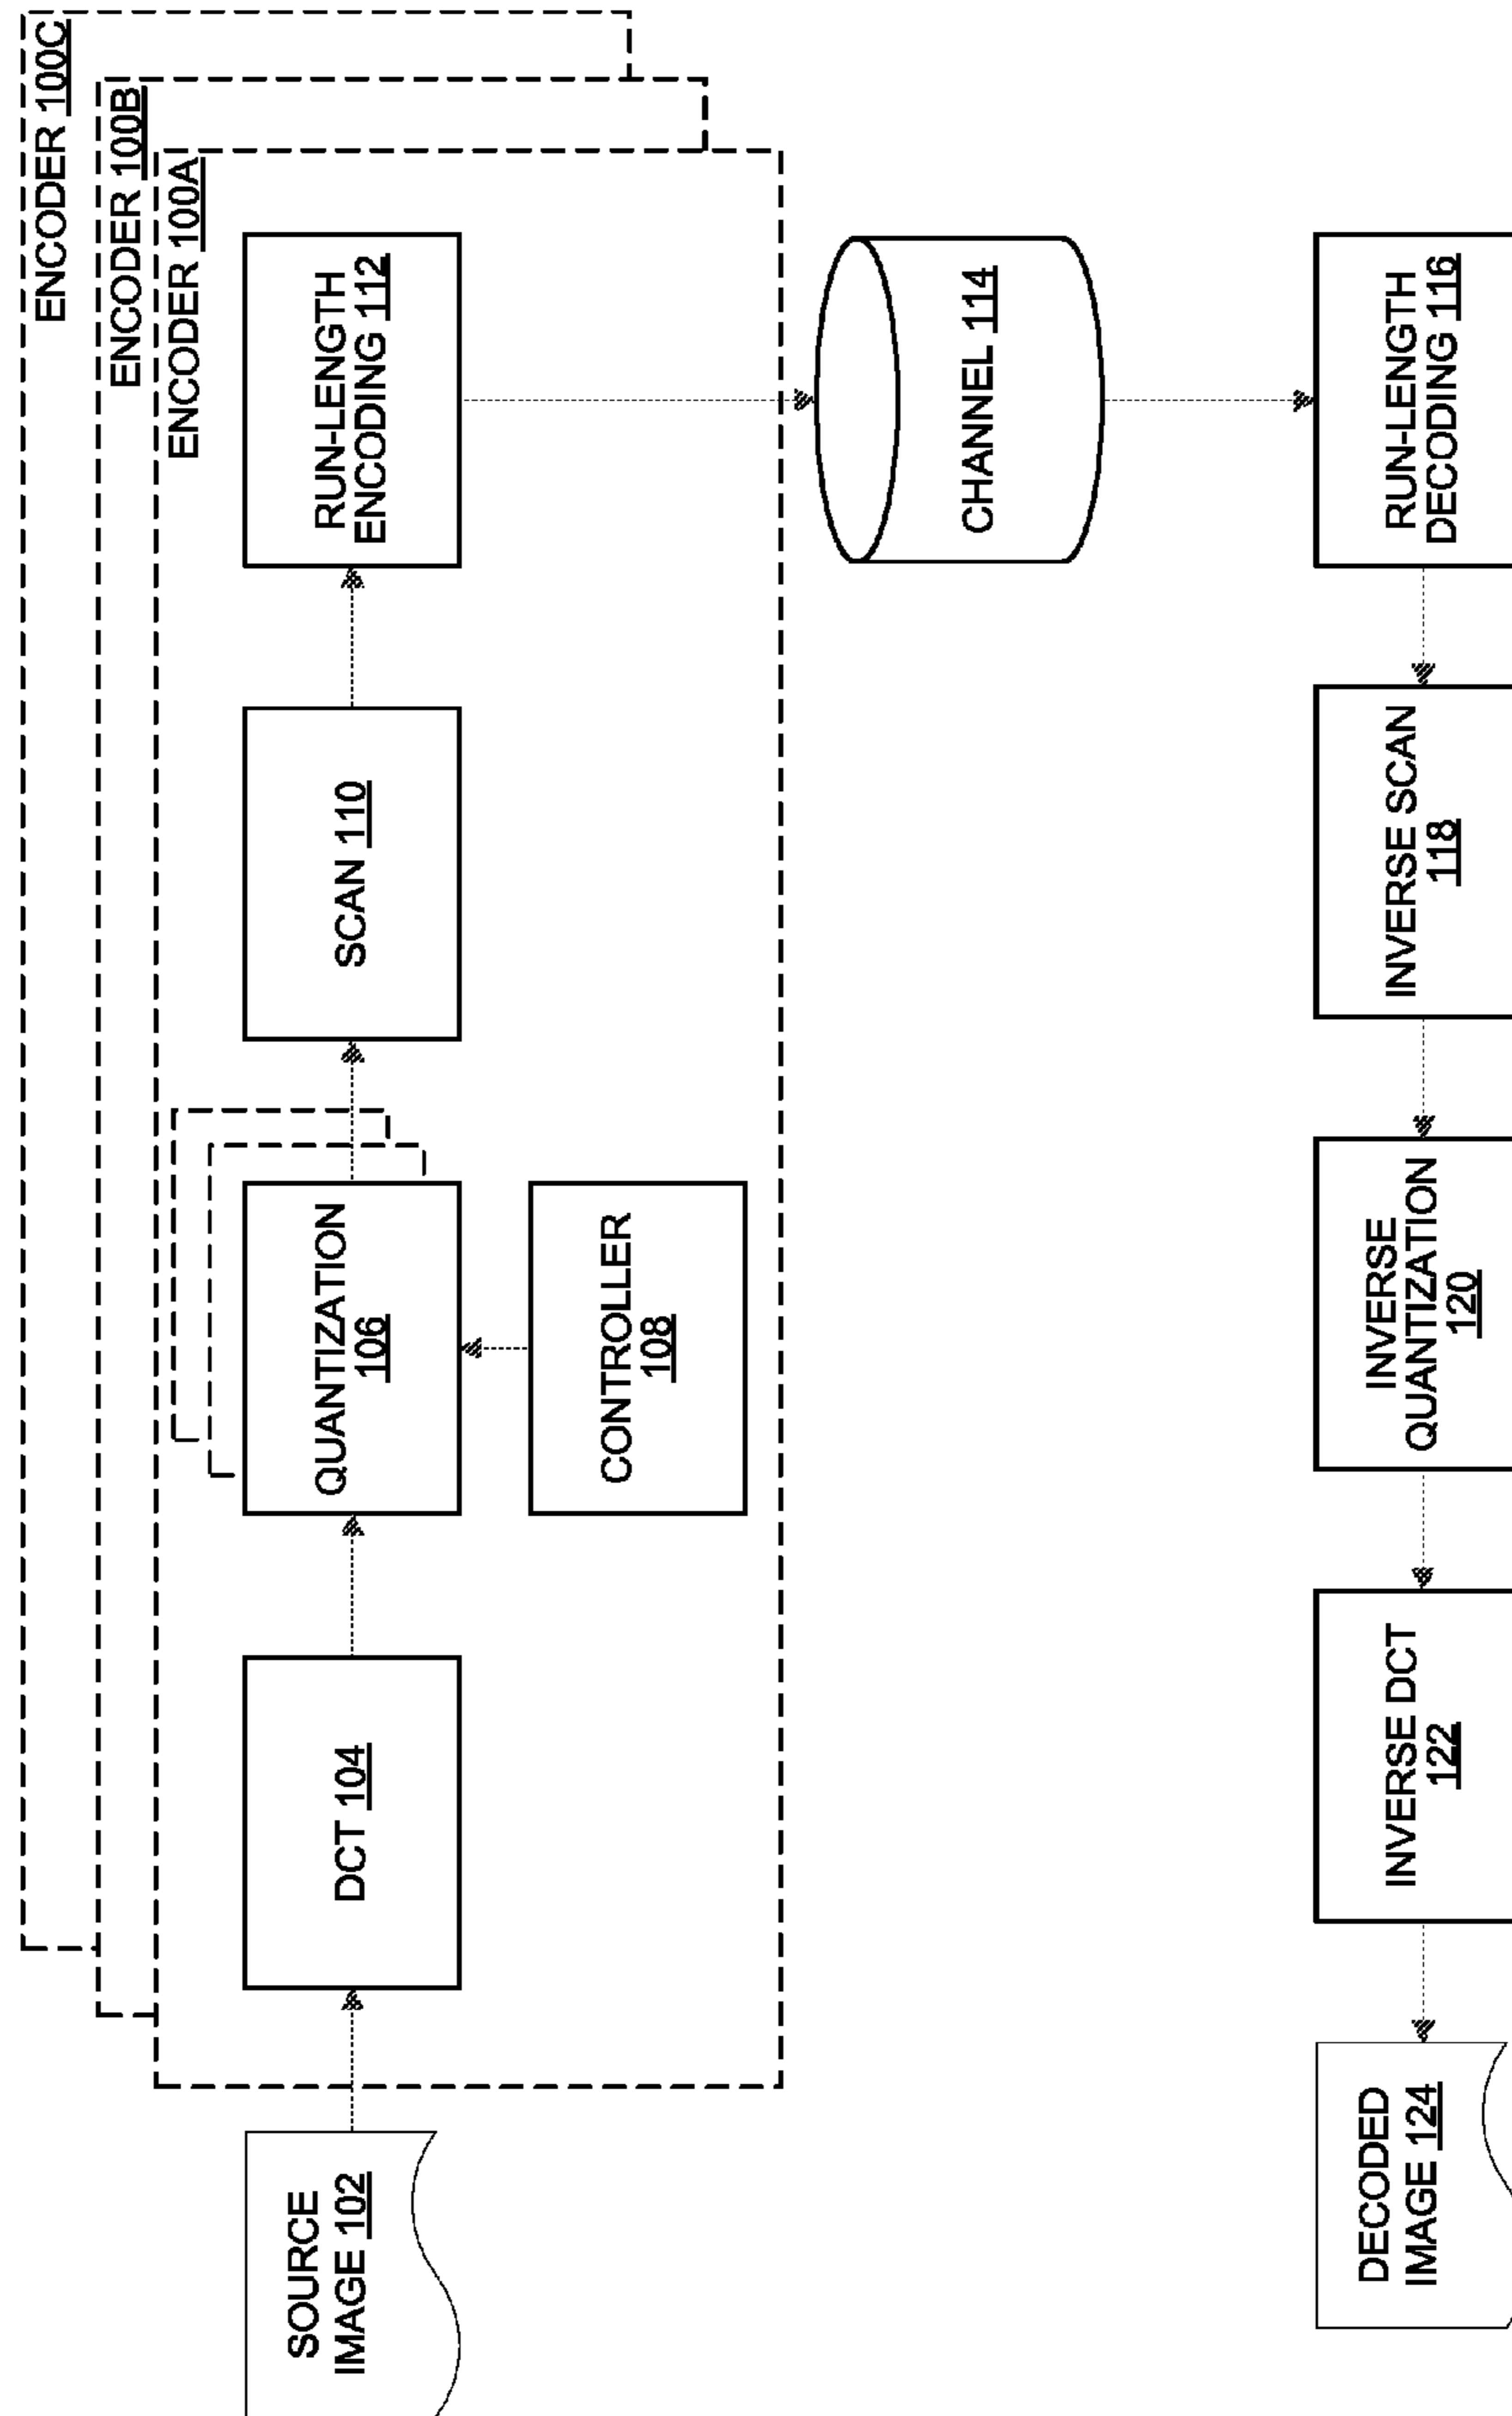 ENCODER 100C
ENCODER 100B
ENCODER 100A
SOURCE
IMAGE 102
DCT 104
QUANTIZATION
106
SCAN 110
RUN-LENGTH
ENCODING 112
CONTROLLER
108
CHANNEL 114
DECODED
IMAGE 124
INVERSE DCT
122
INVERSE
QUANTIZATION
120
INVERSE SCAN
118
RUN-LENGTH
DECODING 116